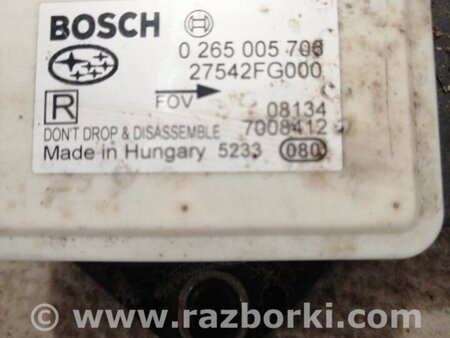 BOSCH
0 265 005 706
27542FG000
R
FOV
08134
DON'T DROP & DISASSEMBLE 7008412
Made in Hungary 5233 080
© www.razborki.com